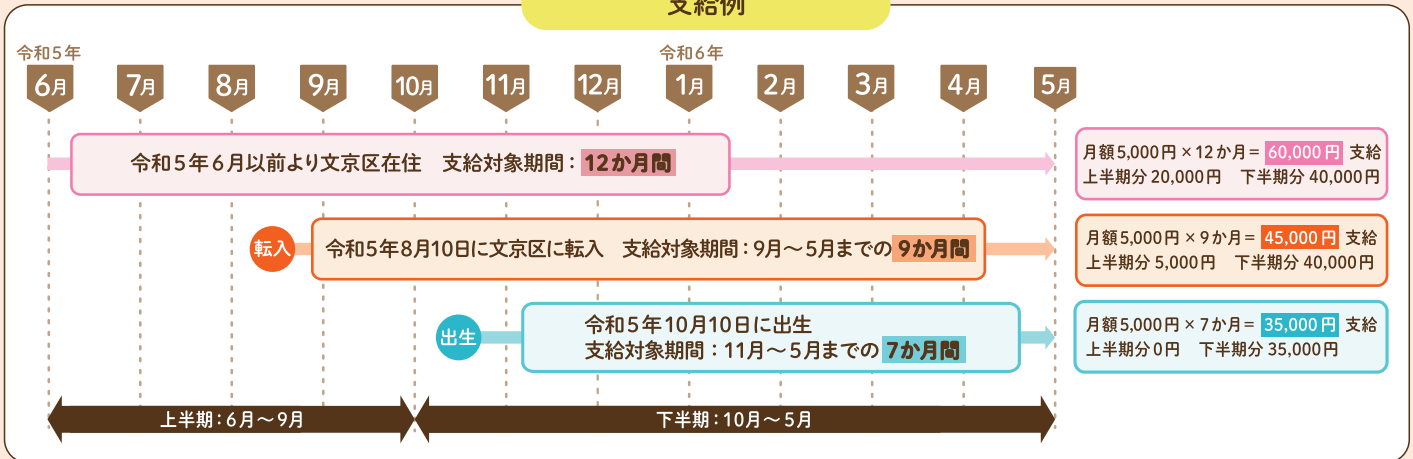 支給例
令和5年
令和6年
6月 7月 8月 9月 10月 11月 12月 1月 2月 3月 4月 5月
令和5年6月以前より文京区在住　支給対象期間：12か月間
月額5,000円×12か月＝60,000円 支給
上半期分20,000円　下半期分40,000円
転入
令和5年8月10日に文京区に転入　支給対象期間：9月〜5月までの9か月間
月額5,000円×9か月＝45,000円 支給
上半期分5,000円　下半期分40,000円
出生
令和5年10月10日に出生
支給対象期間：11月〜5月までの7か月間
月額5,000円×7か月＝35,000円 支給
上半期分0円　下半期分35,000円
上半期：6月〜9月
下半期：10月〜5月